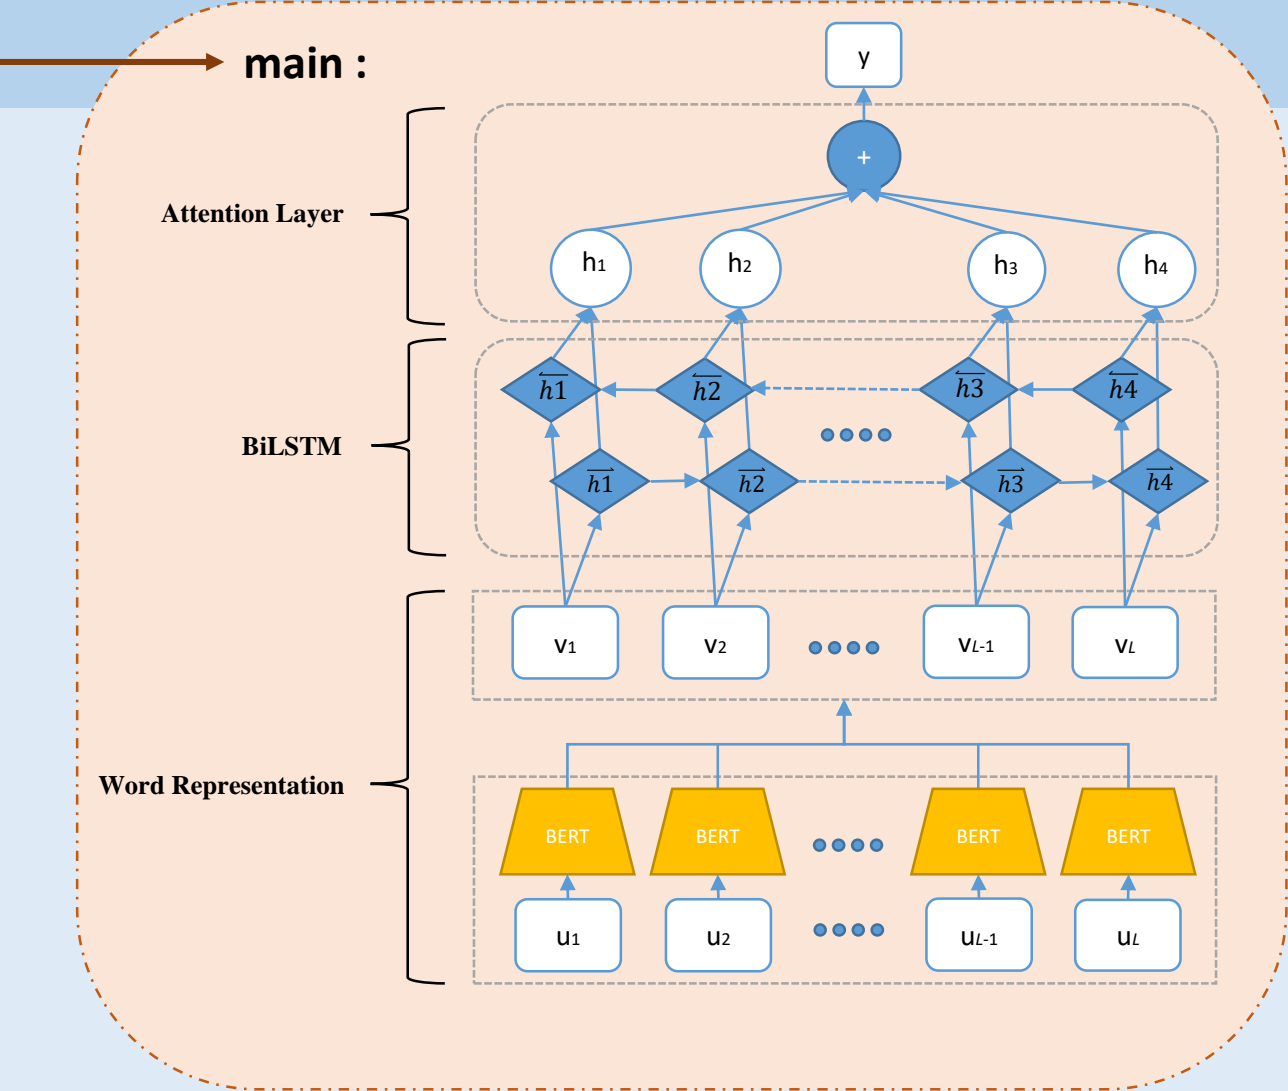 main :
y
+
Attention Layer
h1 h2 h3 h4
←h1 ←h2 ←h3 ←h4
BiLSTM
→h1 →h2 →h3 →h4
v1 v2 vL-1 vL
Word Representation
BERT BERT BERT BERT
u1 u2 uL-1 uL